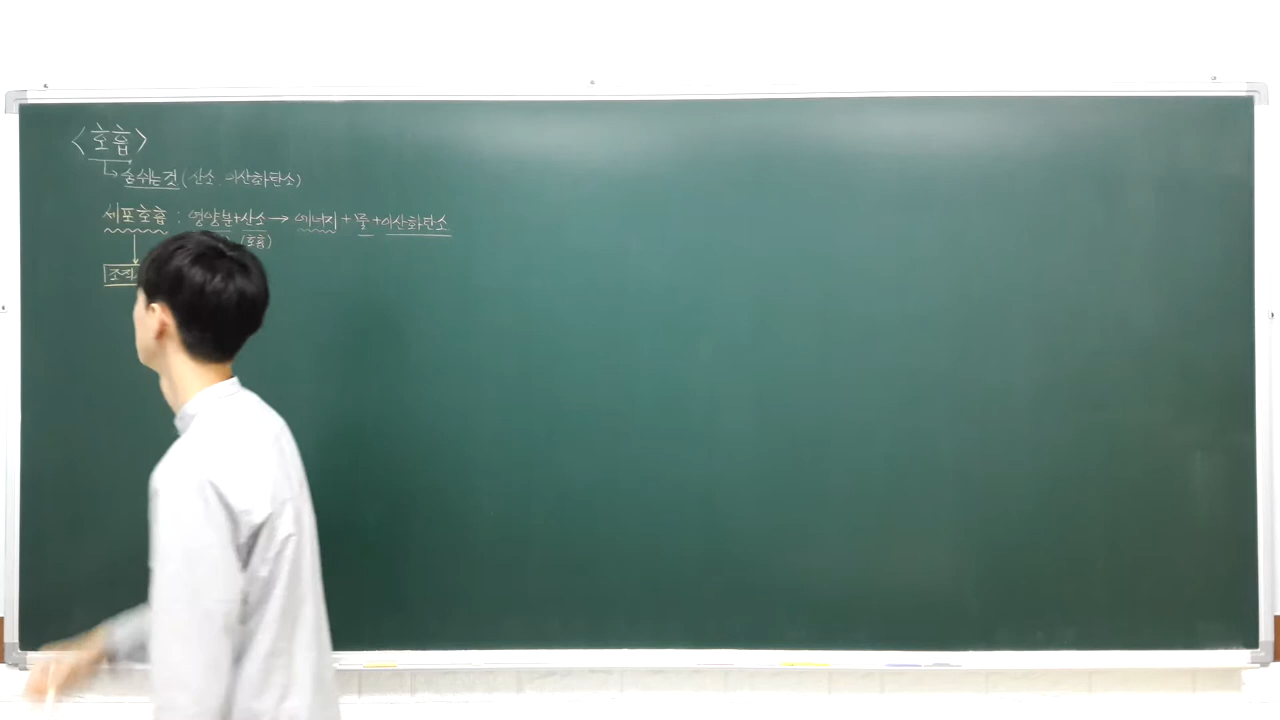 <호흡>
↳ 숨쉬는것 (산소, 이산화탄소)
세포호흡 : 영양분+산소 → 에너지 + 물 + 이산화탄소
(호흡)
조직